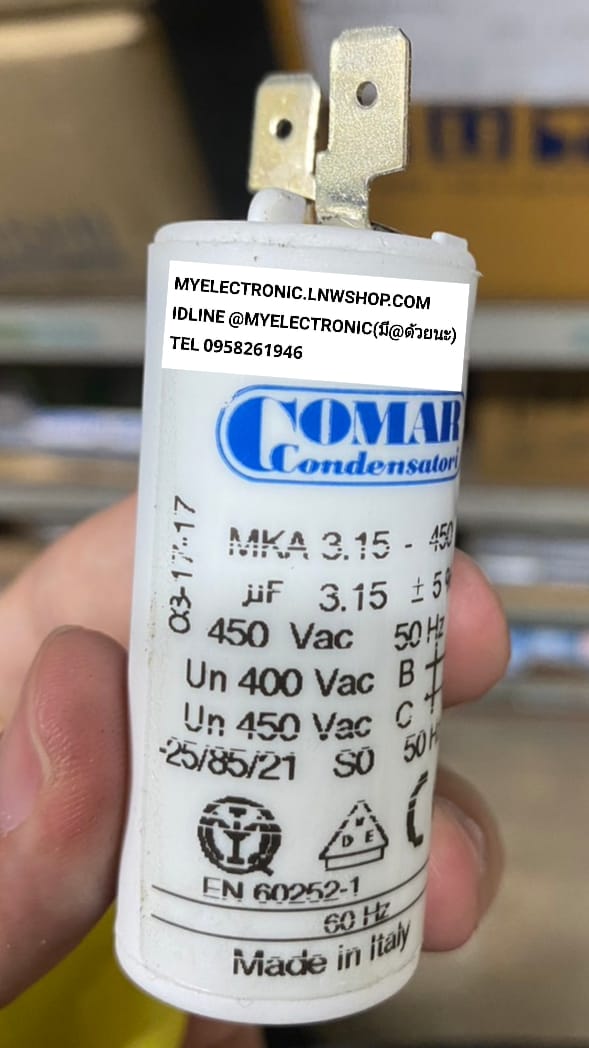 MYELECTRONIC.LNWSHOP.COM
IDLINE @MYELECTRONIC(มี@ด้วยนะ)
TEL 0958261946
COMAR
Condensatori
03-17-17
MKA 3.15 - 450
µF 3.15 ± 5
450 Vac 50 Hz
Un 400 Vac B
Un 450 Vac C
-25/85/21 S0 50 H
V
D E
EN 60252-1
60 Hz
Made in Italy